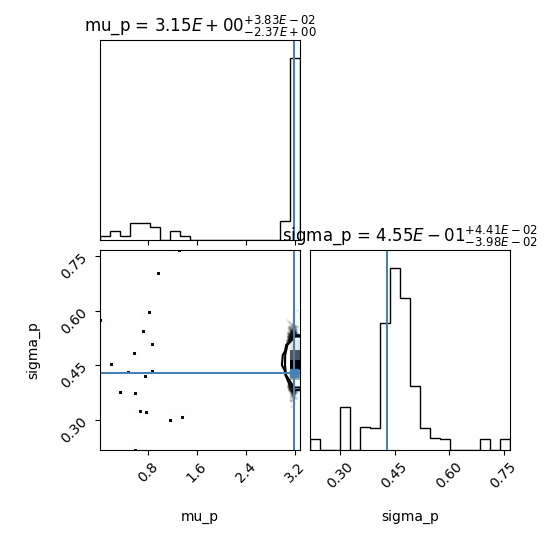 mu_p = 3.15E + 00+3.83E − 02 −2.37E + 00
sigma_p = 4.55E − 01+4.41E − 02 −3.98E − 02
0.75
0.60
0.45
0.30
sigma_p
0.8 1.6 2.4 3.2
0.30 0.45 0.60 0.75
mu_p
sigma_p